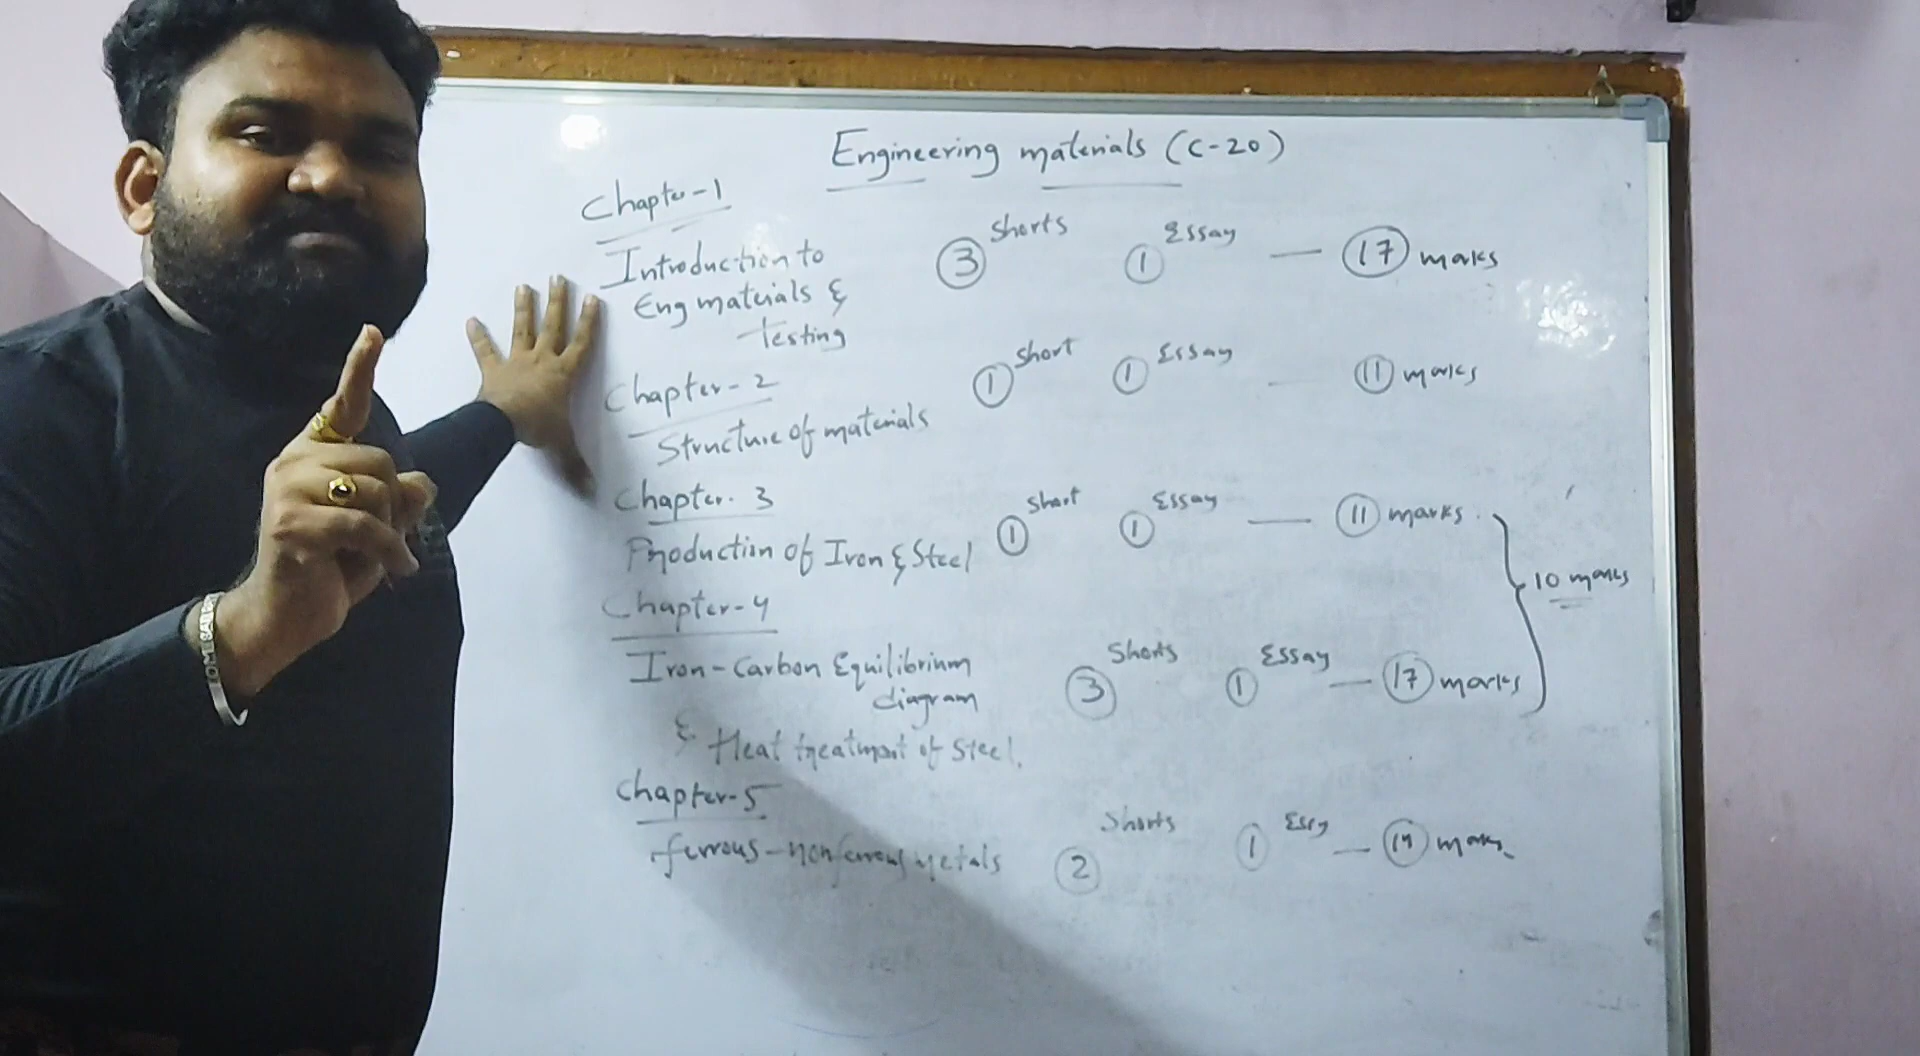 Engineering materials (C-20)
Chapter-1
Introduction to Eng materials & Testing
3 Shorts 1 Essay — 17 marks
Chapter-2
Structure of materials
1 Short 1 Essay — 11 marks
Chapter-3
Production of Iron & Steel
1 Short 1 Essay — 11 marks
10 marks
Chapter-4
Iron-Carbon Equilibrium
diagram
& Heat treatment of Steel.
3 Shorts 1 Essay — 17 marks
Chapter-5
ferrous-nonferrous metals
2 Shorts 1 Essy — 14 marks